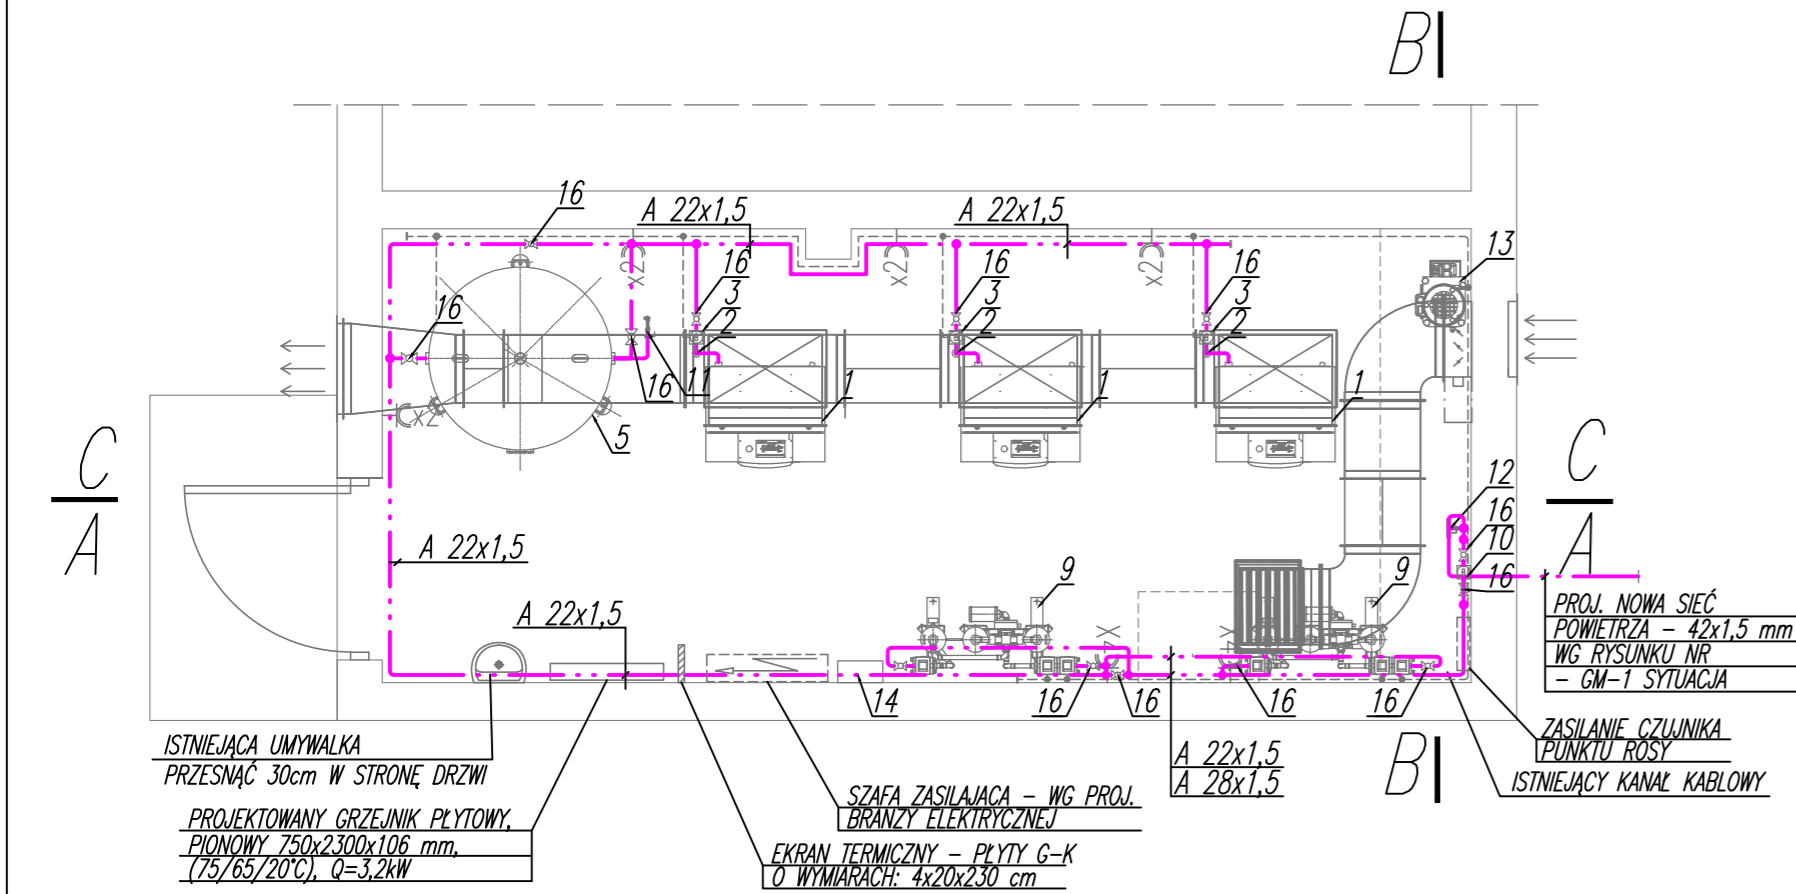 B
16
A 22x1,5
A 22x1,5
13
16
3
2
16
3
2
16
3
2
x2
x2
x2
16
16
11
1
1
1
x2
5
C
A
C
A
12
16
10
16
A 22x1,5
9
9
A 22x1,5
X
X
14
16
16
16
16
PROJ. NOWA SIEĆ
POWIETRZA – 42x1,5 mm
WG RYSUNKU NR
– GM-1 SYTUACJA
ISTNIEJĄCA UMYWALKA
PRZESNĄĆ 30cm W STRONĘ DRZWI
A 22x1,5
A 28x1,5
B
ZASILANIE CZUJNIKA
PUNKTU ROSY
ISTNIEJĄCY KANAŁ KABLOWY
PROJEKTOWANY GRZEJNIK PŁYTOWY,
PIONOWY 750x2300x106 mm,
(75/65/20°C), Q=3,2kW
SZAFA ZASILAJACA – WG PROJ.
BRANŻY ELEKTRYCZNEJ
EKRAN TERMICZNY – PŁYTY G-K
O WYMIARACH: 4x20x230 cm